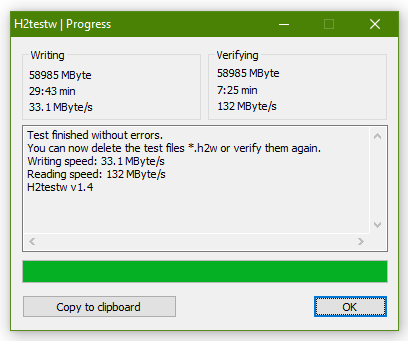 H2testw | Progress
Writing
58985 MByte
29:43 min
33.1 MByte/s
Verifying
58985 MByte
7:25 min
132 MByte/s
Test finished without errors.
You can now delete the test files *.h2w or verify them again.
Writing speed: 33.1 MByte/s
Reading speed: 132 MByte/s
H2testw v1.4
Copy to clipboard
OK